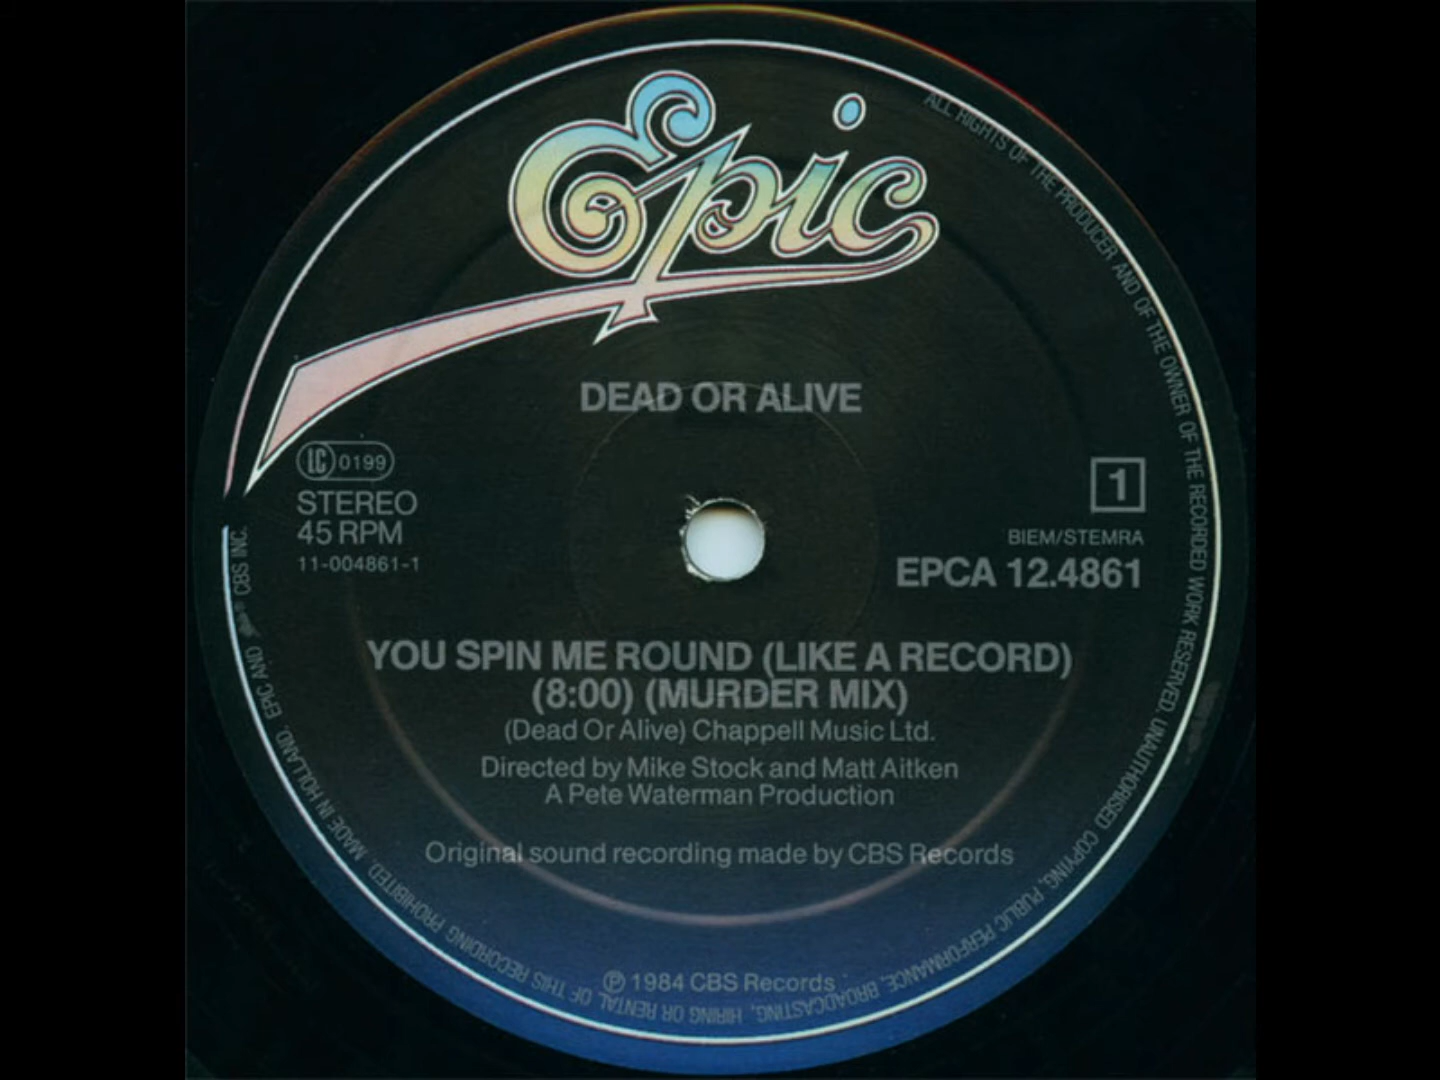 Epic
DEAD OR ALIVE
LC 0199
STEREO
45 RPM
11-004861-1
1
BIEM/STEMRA
EPCA 12.4861
YOU SPIN ME ROUND (LIKE A RECORD)
(8:00) (MURDER MIX)
(Dead Or Alive) Chappell Music Ltd.
Directed by Mike Stock and Matt Aitken
A Pete Waterman Production
Original sound recording made by CBS Records
℗ 1984 CBS Records
ALL RIGHTS OF THE PRODUCER AND OF THE OWNER OF THE RECORDED WORK RESERVED. UNAUTHORISED COPYING, PUBLIC PERFORMANCE, BROADCASTING, HIRING OR RENTAL OF THIS RECORDING PROHIBITED. MADE IN HOLLAND. EPIC AND CBS INC.